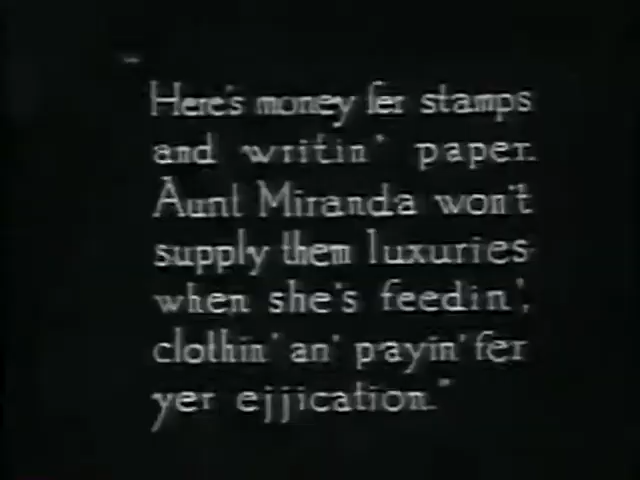 "Here's money fer stamps
and writin' paper.
Aunt Miranda won't
supply them luxuries
when she's feedin',
clothin' an' payin' fer
yer ejjication."